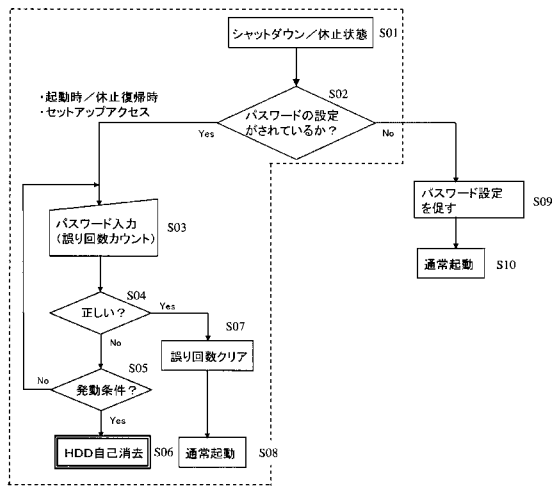 シャットダウン／休止状態
S01
・起動時／休止復帰時
・セットアップアクセス
S02
パスワードの設定
がされているか？
Yes
No
パスワード入力
(誤り回数カウント)
S03
パスワード設定
を促す
S09
通常起動
S10
S04
正しい？
Yes
No
S07
誤り回数クリア
S05
発動条件？
No
Yes
HDD自己消去
S06
通常起動
S08